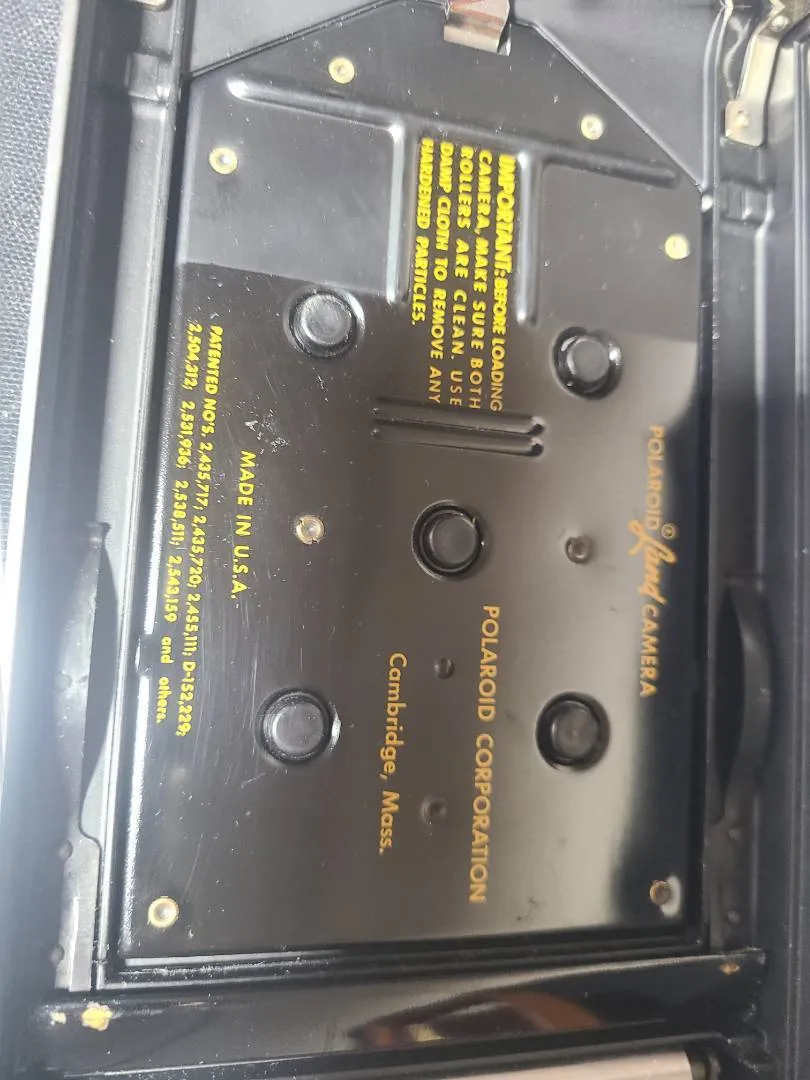 POLAROID® Land CAMERA
IMPORTANT: BEFORE LOADING
CAMERA, MAKE SURE BOTH
ROLLERS ARE CLEAN. USE
DAMP CLOTH TO REMOVE ANY
HARDENED PARTICLES.
POLAROID CORPORATION
Cambridge, Mass.
MADE IN U.S.A.
PATENTED NO'S. 2,435,717; 2,435,720; 2,455,111; D-152,229;
2,504,312; 2,531,936; 2,538,511; 2,543,159 and others.